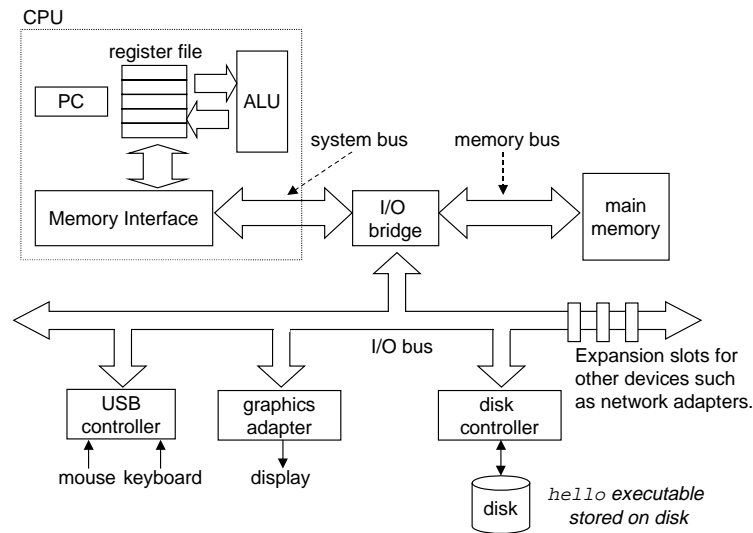 CPU
register file
PC
ALU
system bus
memory bus
Memory Interface
I/O
bridge
main
memory
I/O bus
Expansion slots for
other devices such
as network adapters.
USB
controller
graphics
adapter
disk
controller
mouse keyboard
display
disk
hello executable
stored on disk